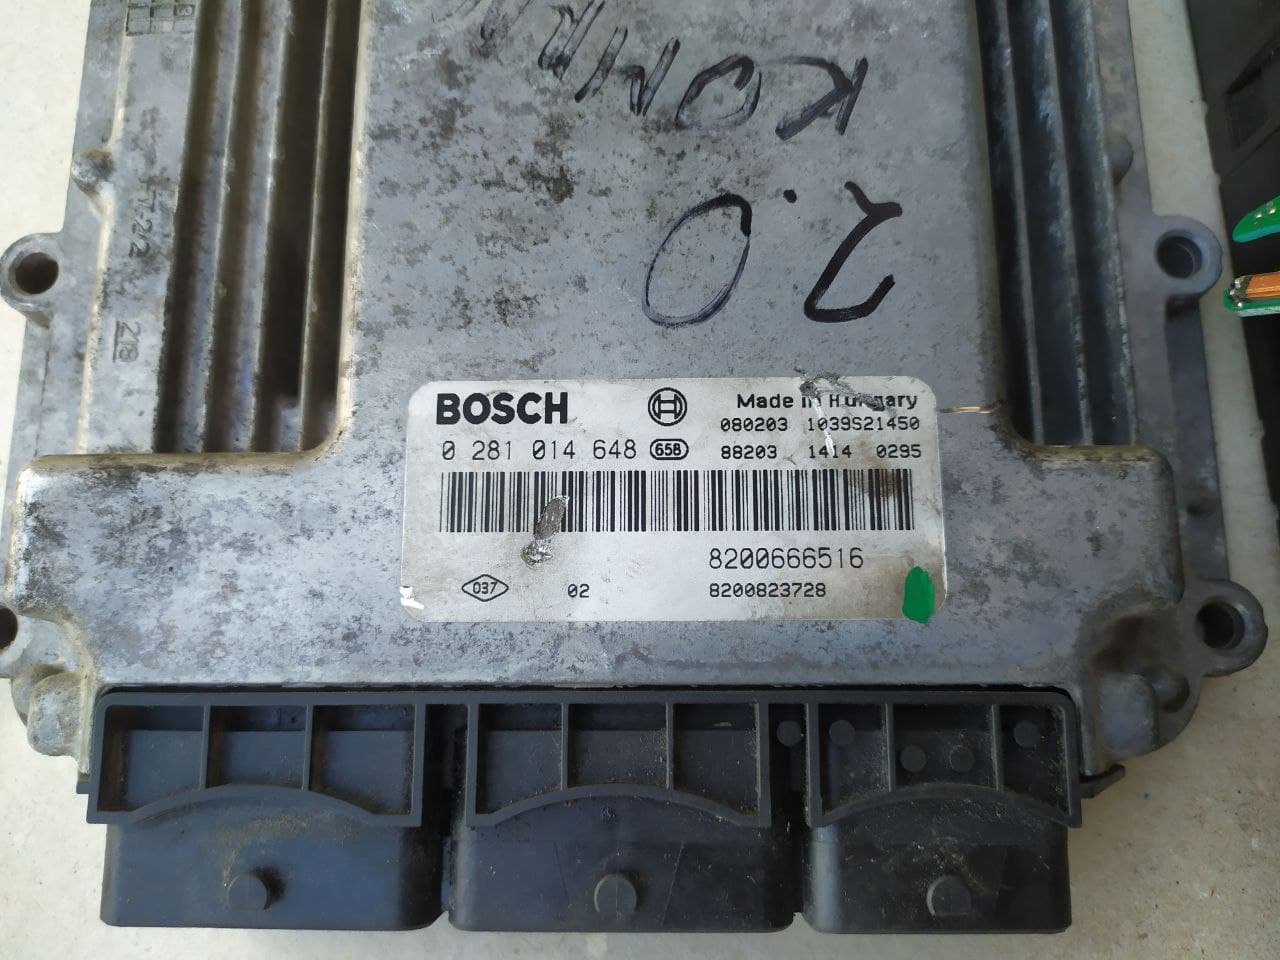 2.0
BOSCH
Made in Hungary
080203 1039S21450
0 281 014 648 658
88203 1414 0295
8200666516
037 02
8200823728
218